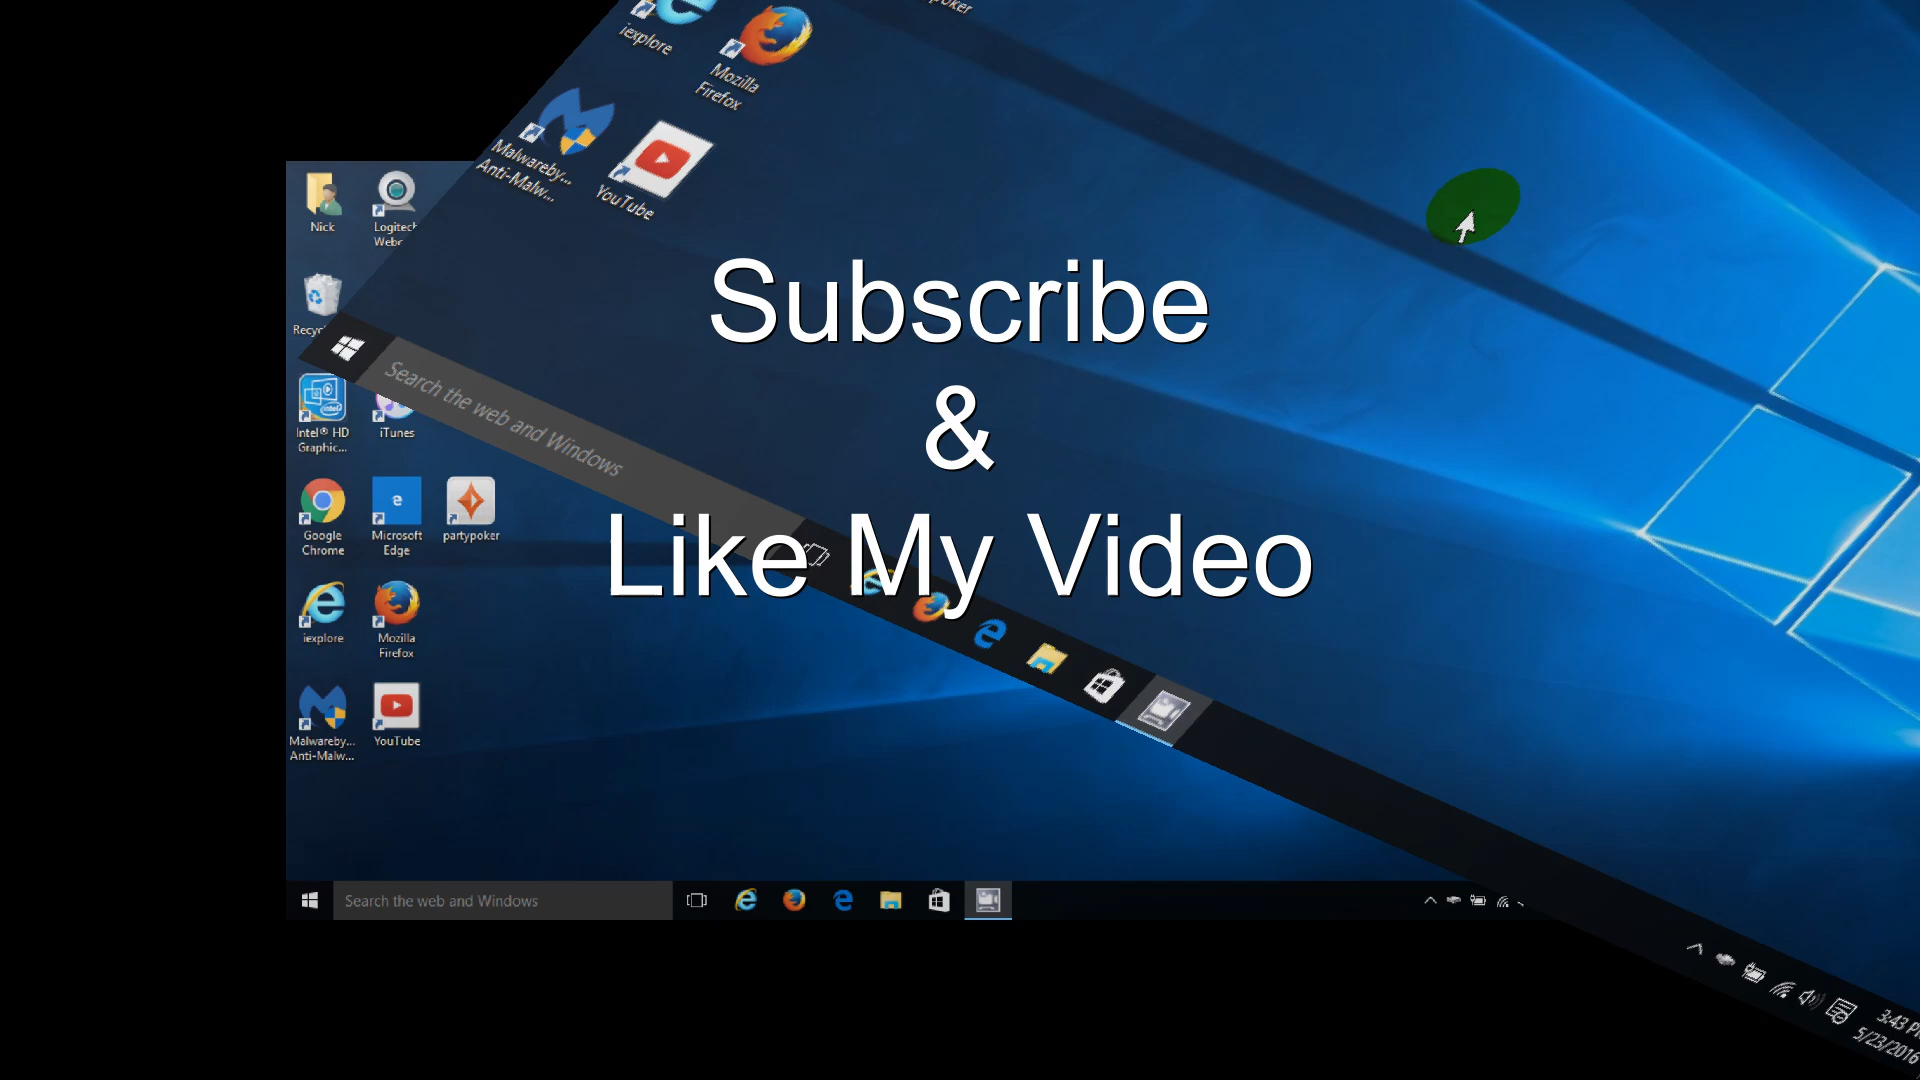 poker
iexplore
Mozilla
Firefox
Malwareby...
Anti-Malw...
YouTube
Nick
Logitech
Webc
Recyc
Search the web and Windows
Subscribe
&
Like My Video
Intel® HD
Graphic...
iTunes
Google
Chrome
Microsoft
Edge
partypoker
iexplore
Mozilla
Firefox
Malwareby...
Anti-Malw...
YouTube
Search the web and Windows
3:43 P
5/23/2016